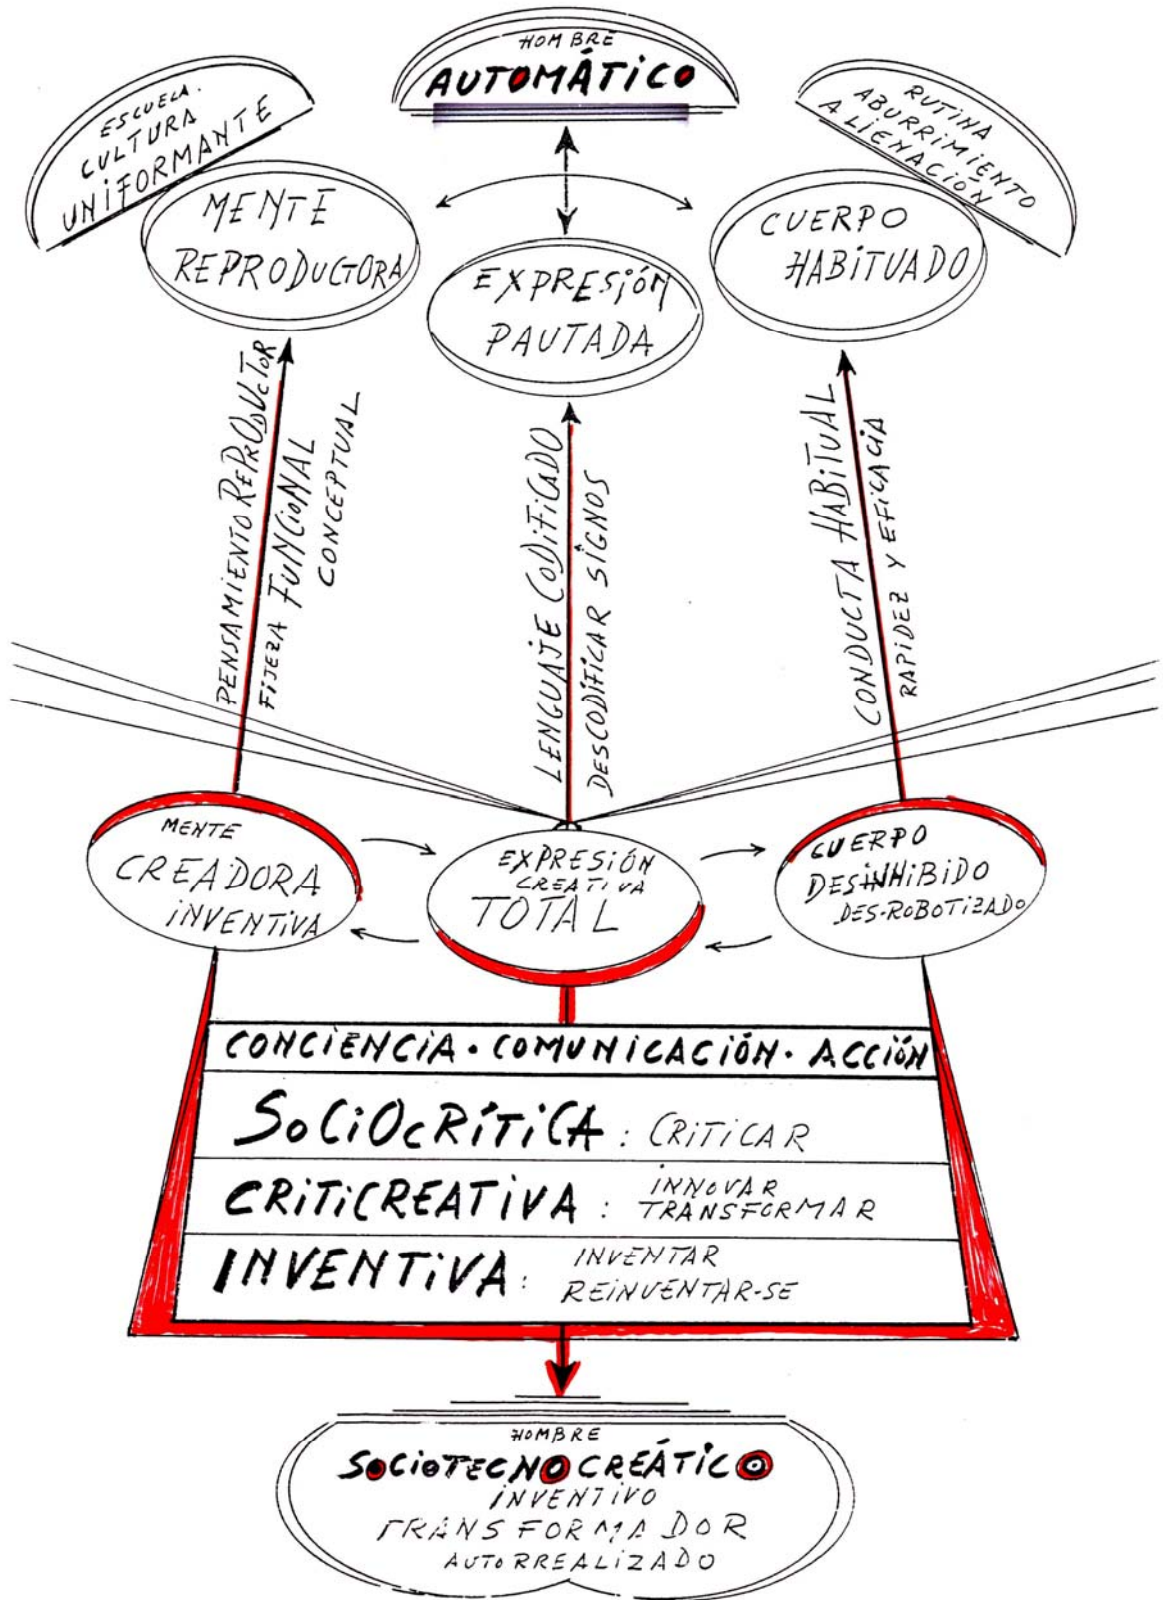 HOMBRE
AUTOMÁTICO
ESCUELA.
CULTURA
UNIFORMANTE
RUTINA
ABURRIMIENTO
ALIENACIÓN
MENTE
REPRODUCTORA
EXPRESIÓN
PAUTADA
CUERPO
HABITUADO
PENSAMIENTO REPRODUCTOR
FIJEZA FUNCIONAL
CONCEPTUAL
LENGUAJE CODIFICADO
DESCODIFICAR SIGNOS
CONDUCTA HABITUAL
RAPIDEZ Y EFICACIA
MENTE
CREADORA
INVENTIVA
EXPRESIÓN
CREATIVA
TOTAL
CUERPO
DESINHIBIDO
DES-ROBOTIZADO
CONCIENCIA · COMUNICACIÓN · ACCIÓN
SOCIOCRÍTICA : CRITICAR
CRITICREATIVA : INNOVAR
TRANSFORMAR
INVENTIVA : INVENTAR
REINVENTAR-SE
HOMBRE
SOCIOTECNOCREÁTICO
INVENTIVO
TRANSFORMADOR
AUTORREALIZADO